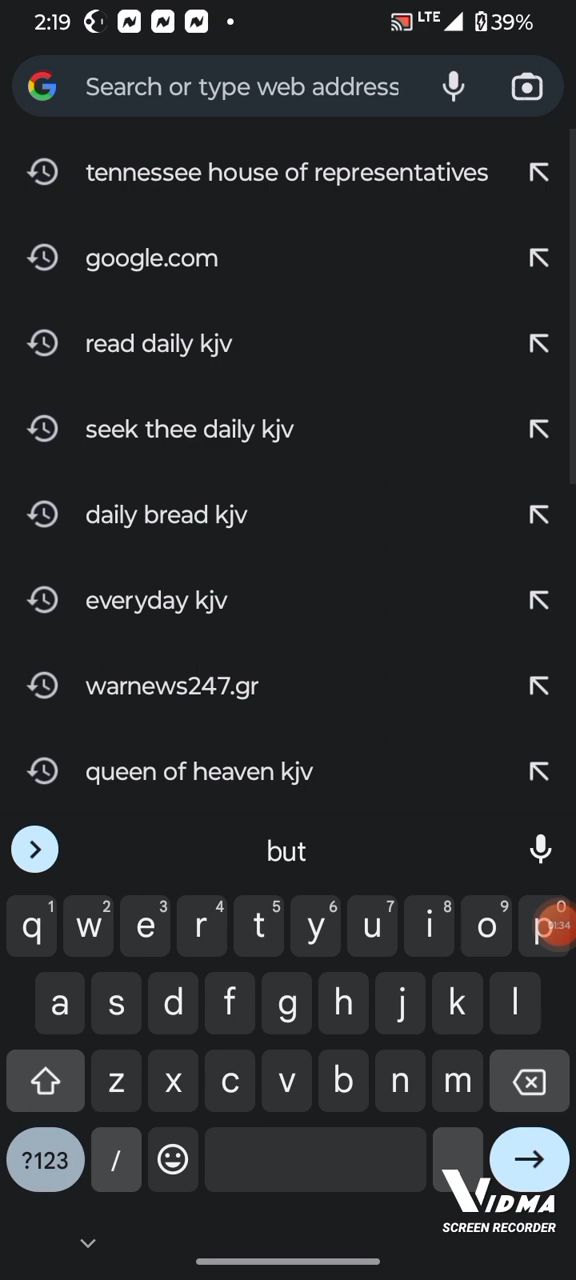 2:19 LTE 39%
Search or type web address
tennessee house of representatives
google.com
read daily kjv
seek thee daily kjv
daily bread kjv
everyday kjv
warnews247.gr
queen of heaven kjv
but
1 2 3 4 5 6 7 8 9 0
q w e r t y u i o p
01:34
a s d f g h j k l
z x c v b n m
?123 /
VIDMA
SCREEN RECORDER